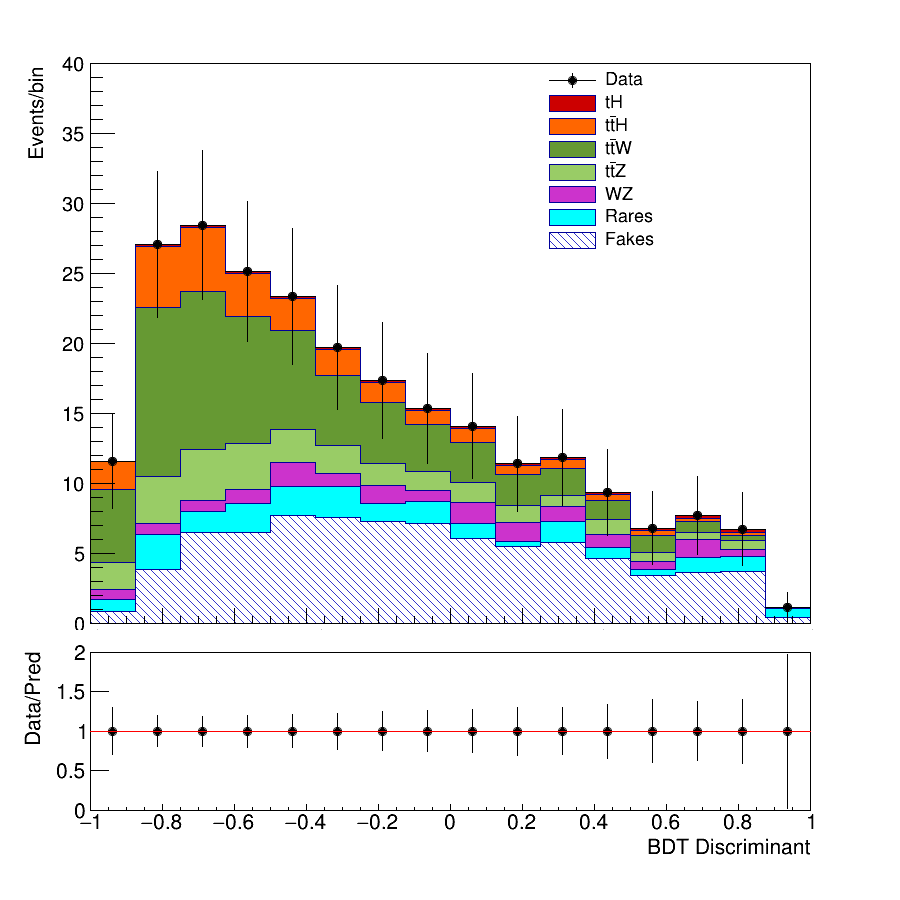 Events/bin
40
35
30
25
20
15
10
5
0
Data
tH
tt̄H
tt̄W
tt̄Z
WZ
Rares
Fakes
Data/Pred
2
1.5
1
0.5
0
−1 −0.8 −0.6 −0.4 −0.2 0 0.2 0.4 0.6 0.8 1
BDT Discriminant